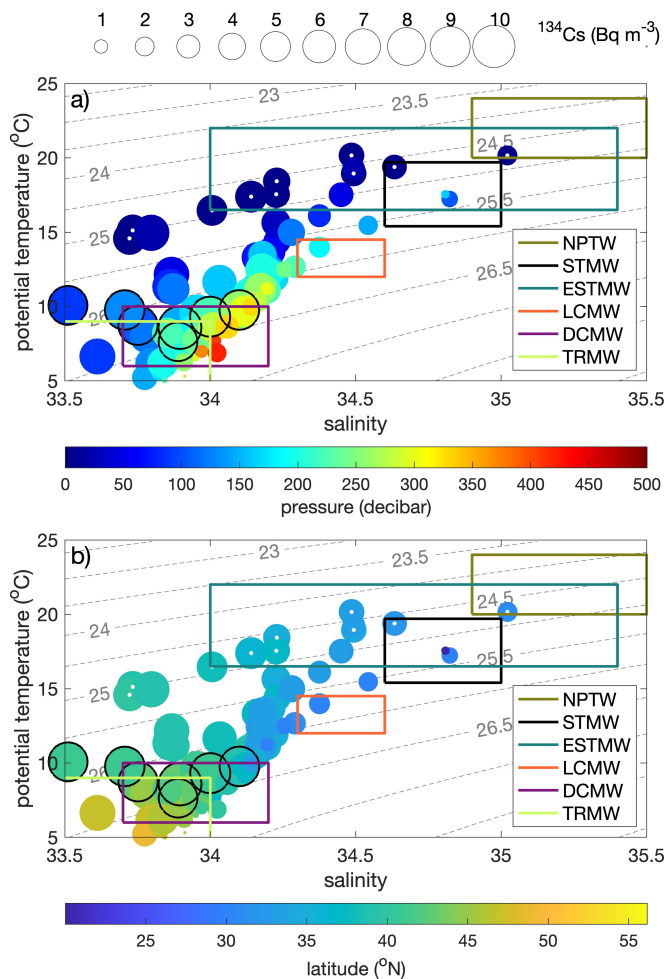 1 2 3 4 5 6 7 8 9 10 ¹³⁴Cs (Bq m⁻³)
a)
potential temperature (°C)
25
20
15
10
5
23
23.5
24
24.5
25
25.5
26
26.5
NPTW
STMW
ESTMW
LCMW
DCMW
TRMW
33.5 34 34.5 35 35.5
salinity
0 50 100 150 200 250 300 350 400 450 500
pressure (decibar)
b)
potential temperature (°C)
25
20
15
10
5
23
23.5
24
24.5
25
25.5
26
26.5
NPTW
STMW
ESTMW
LCMW
DCMW
TRMW
33.5 34 34.5 35 35.5
salinity
25 30 35 40 45 50 55
latitude (°N)